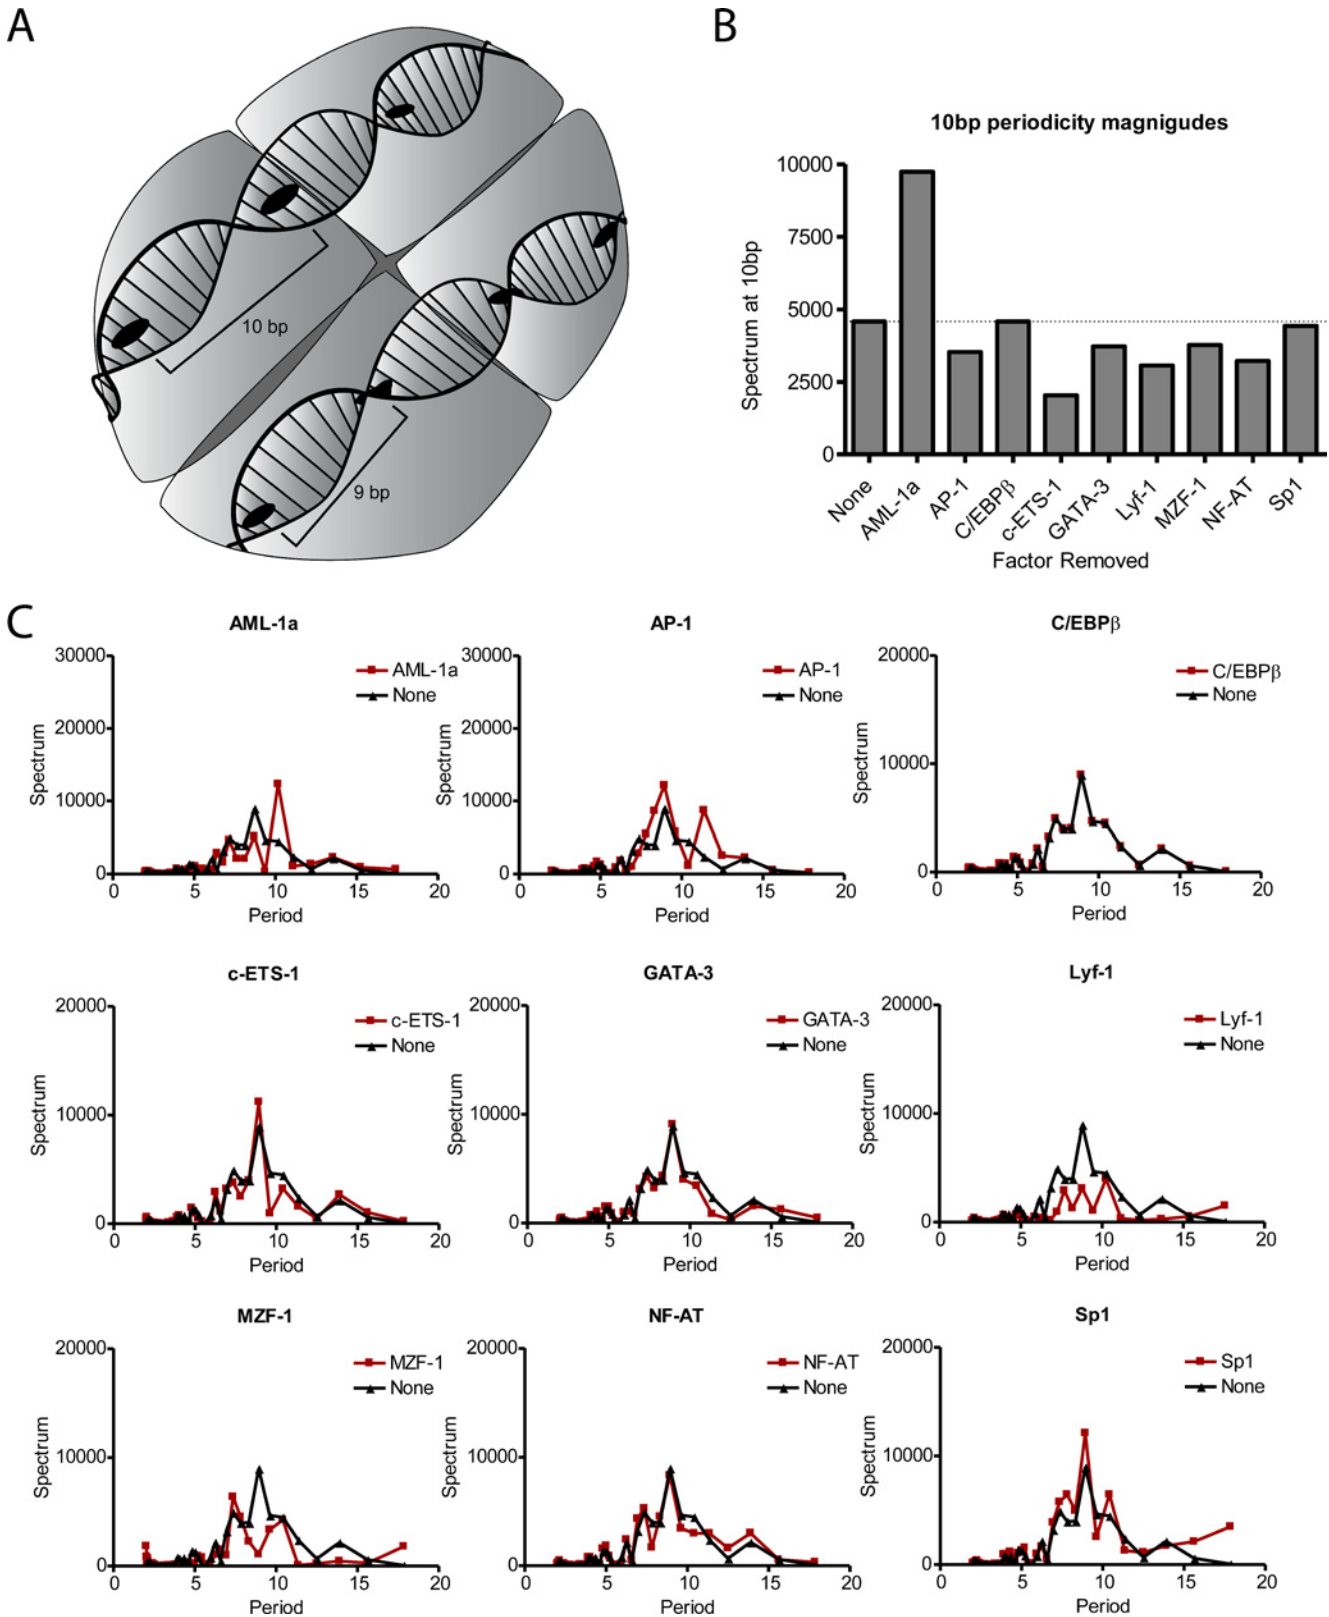 A
B
10 bp
9 bp
10bp periodicity magnigudes
Spectrum at 10bp
10000
7500
5000
2500
0
None
AML-1a
AP-1
C/EBPβ
c-ETS-1
GATA-3
Lyf-1
MZF-1
NF-AT
Sp1
Factor Removed
C
AML-1a
Spectrum
30000
20000
10000
0
AML-1a
None
0 5 10 15 20
Period
AP-1
Spectrum
30000
20000
10000
0
AP-1
None
0 5 10 15 20
Period
C/EBPβ
Spectrum
20000
10000
0
C/EBPβ
None
0 5 10 15 20
Period
c-ETS-1
Spectrum
20000
10000
0
c-ETS-1
None
0 5 10 15 20
Period
GATA-3
Spectrum
20000
10000
0
GATA-3
None
0 5 10 15 20
Period
Lyf-1
Spectrum
20000
10000
0
Lyf-1
None
0 5 10 15 20
Period
MZF-1
Spectrum
20000
10000
0
MZF-1
None
0 5 10 15 20
Period
NF-AT
Spectrum
20000
10000
0
NF-AT
None
0 5 10 15 20
Period
Sp1
Spectrum
20000
10000
0
Sp1
None
0 5 10 15 20
Period